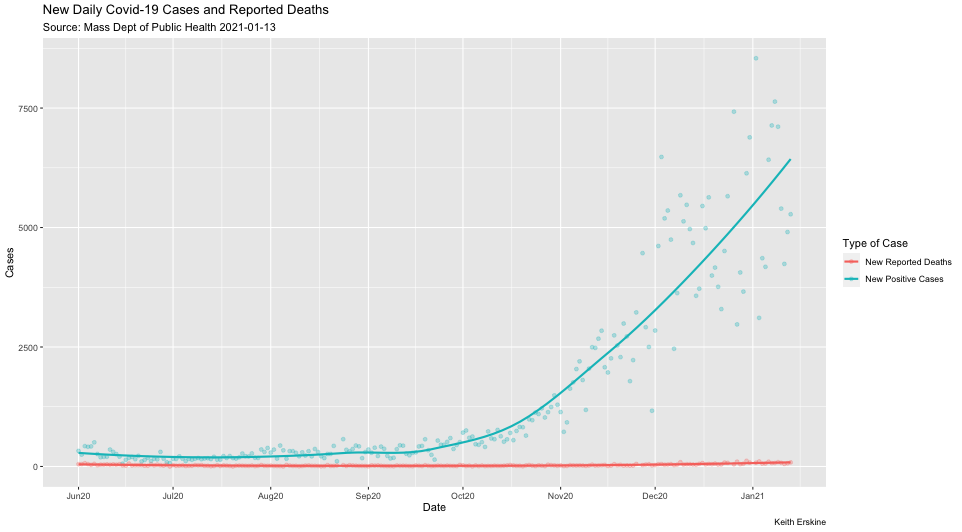 New Daily Covid-19 Cases and Reported Deaths
Source: Mass Dept of Public Health 2021-01-13
7500
5000
2500
0
Cases
Jun20 Jul20 Aug20 Sep20 Oct20 Nov20 Dec20 Jan21
Date
Type of Case
New Reported Deaths
New Positive Cases
Keith Erskine